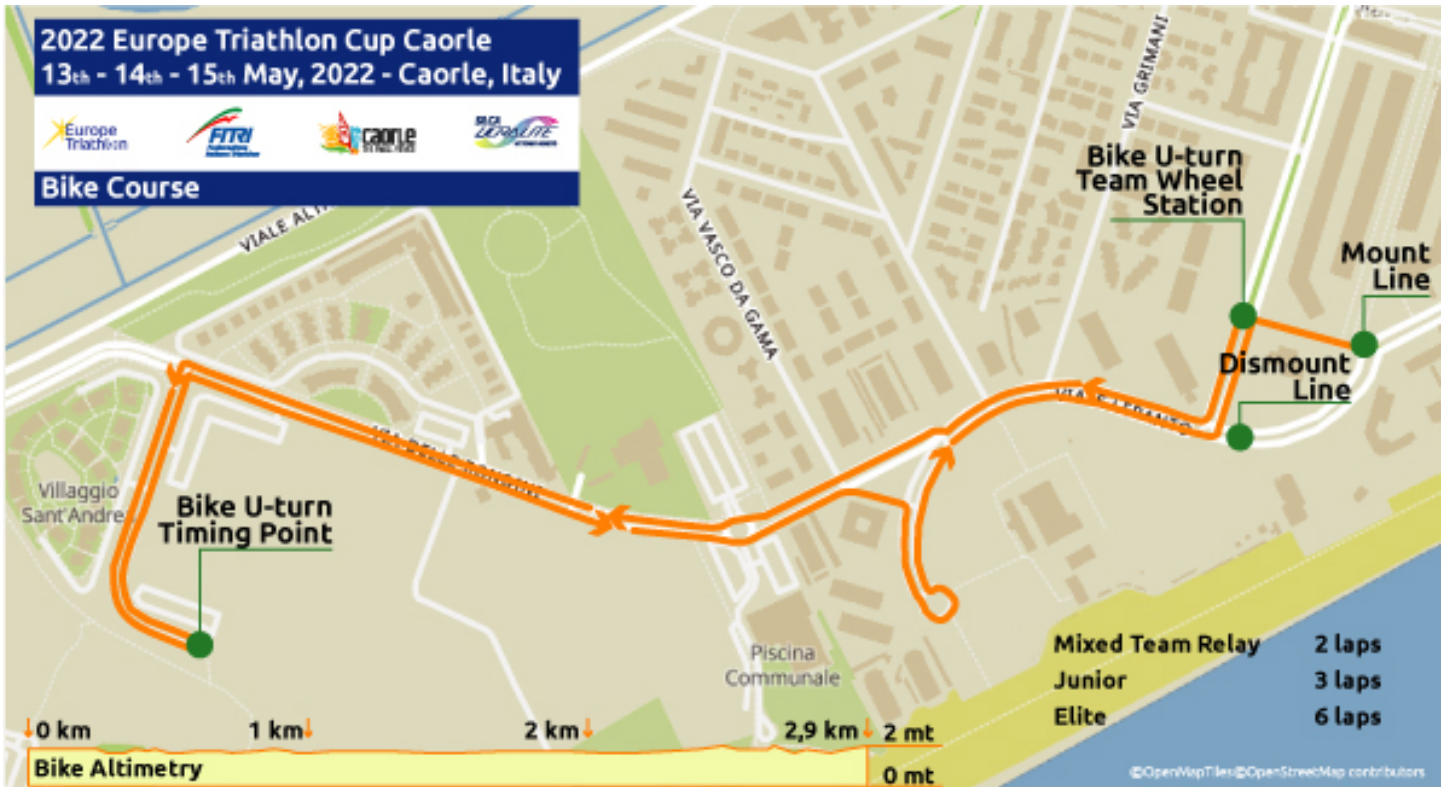 2022 Europe Triathlon Cup Caorle
13th - 14th - 15th May, 2022 - Caorle, Italy
Europe
Triathlon
FITRI
caorle
SILCA
ULTRALITE
Bike Course
VIALE
VIA VASCO DA GAMA
VIA GRIMANI
Bike U-turn
Team Wheel
Station
Mount
Line
Dismount
Line
Villaggio
Bike U-turn
Timing Point
Piscina
Communale
Mixed Team Relay 2 laps
Junior 3 laps
Elite 6 laps
0 km 1 km 2 km 2,9 km 2 mt
Bike Altimetry 0 mt
©OpenMapTiles©OpenStreetMap contributors